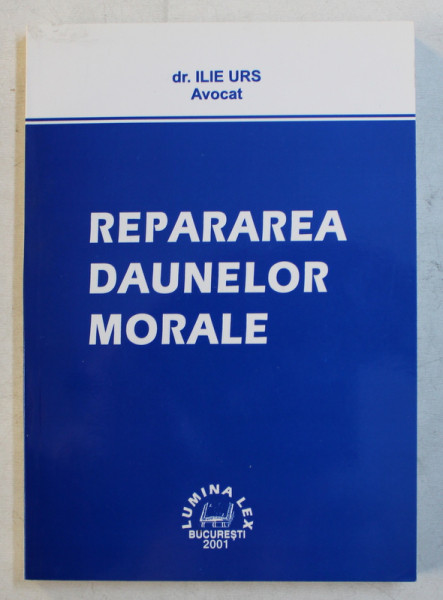 dr. ILIE URS
Avocat
REPARAREA
DAUNELOR
MORALE
LUMINA LEX
BUCUREȘTI
2001